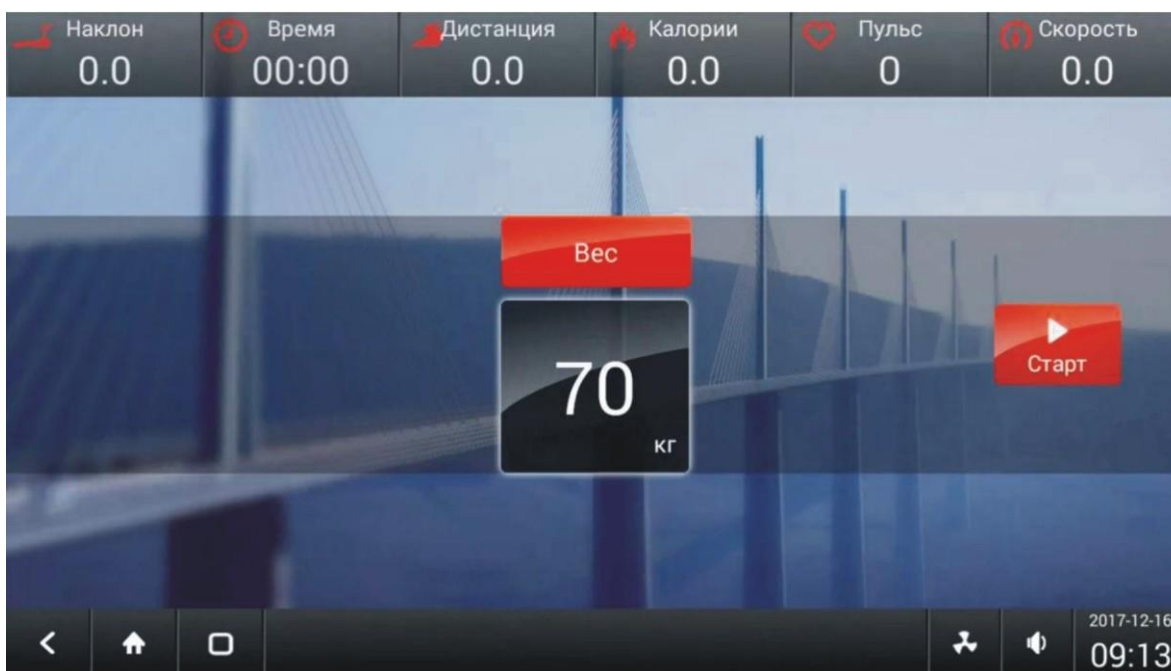 Наклон Время Дистанция Калории Пульс Скорость
0.0 00:00 0.0 0.0 0 0.0
Вес
70
кг
Старт
2017-12-16
09:13